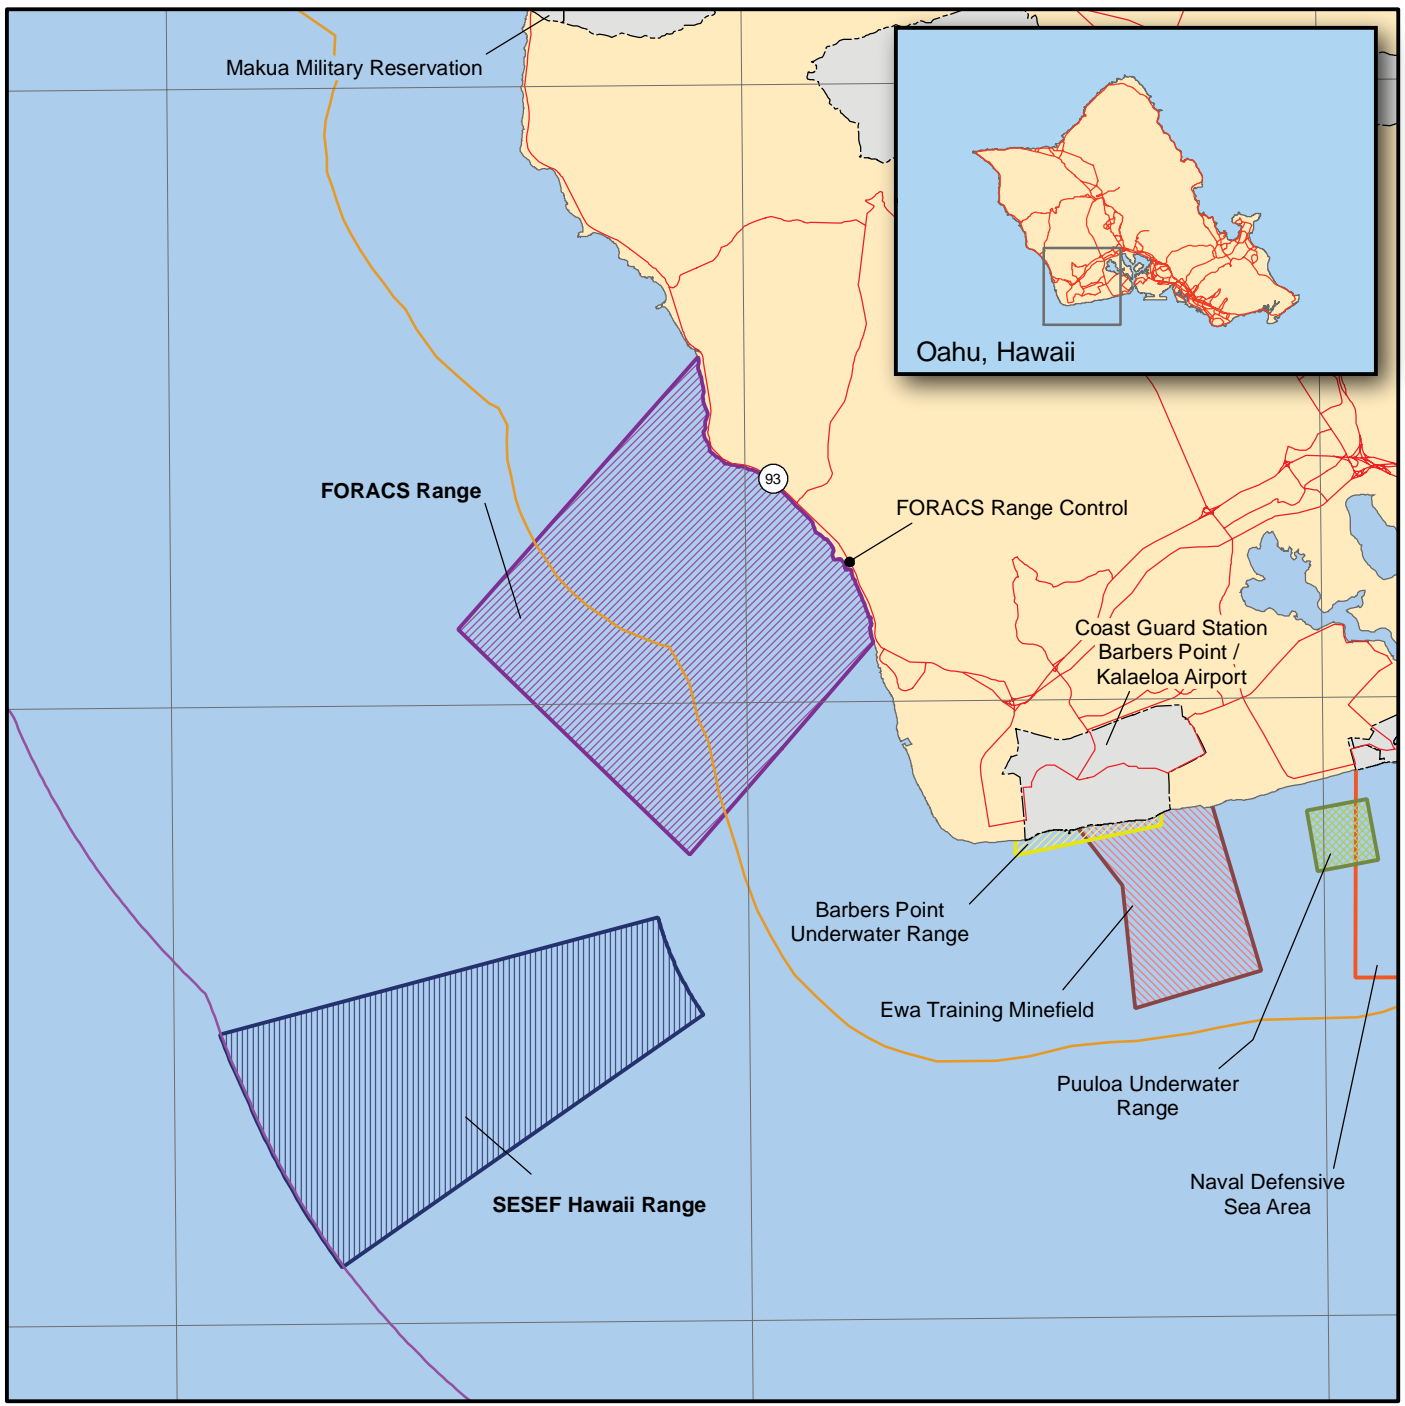 Makua Military Reservation
Oahu, Hawaii
93
FORACS Range
FORACS Range Control
Coast Guard Station
Barbers Point /
Kalaeloa Airport
Barbers Point
Underwater Range
Ewa Training Minefield
Puuloa Underwater
Range
Naval Defensive
Sea Area
SESEF Hawaii Range